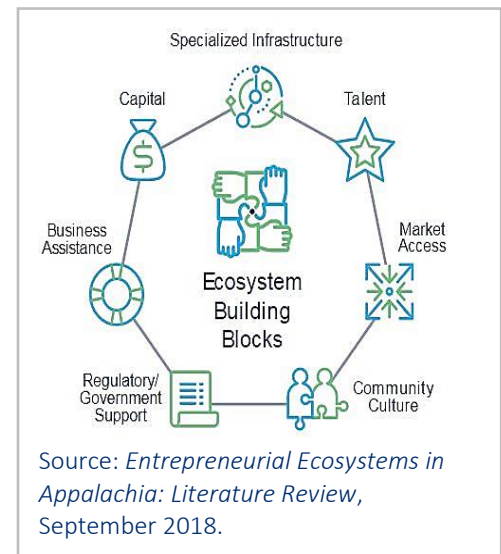 Specialized Infrastructure
Capital
Talent
Business
Assistance
Market
Access
Ecosystem
Building
Blocks
Regulatory/
Government
Support
Community
Culture
Source: Entrepreneurial Ecosystems in
Appalachia: Literature Review,
September 2018.